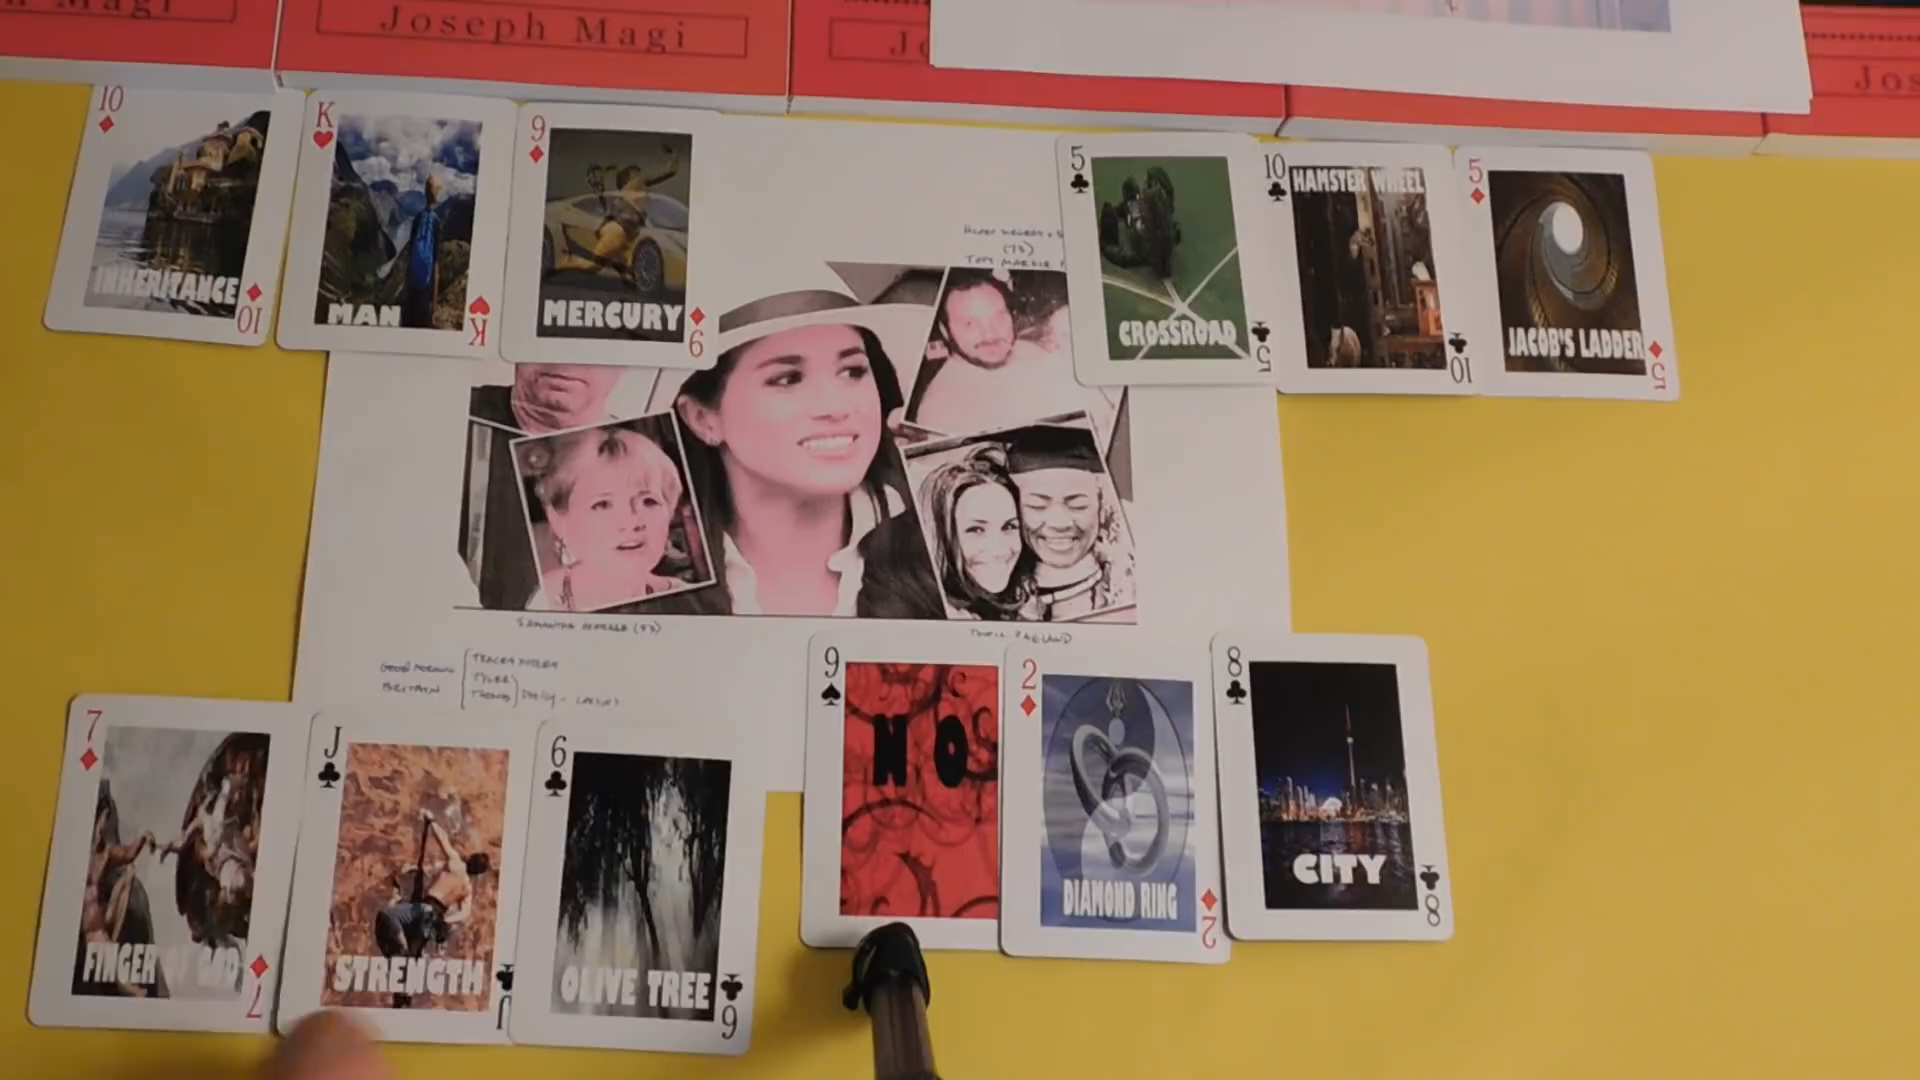 Joseph Magi
10
INHERITANCE
10
K
MAN
K
9
MERCURY
9
5
CROSSROAD
5
10
HAMSTER WHEEL
10
5
JACOB'S LADDER
5
(73)
7
FINGER OF GOD
7
J
STRENGTH
J
6
OLIVE TREE
6
9
NO
2
DIAMOND RING
2
8
CITY
8